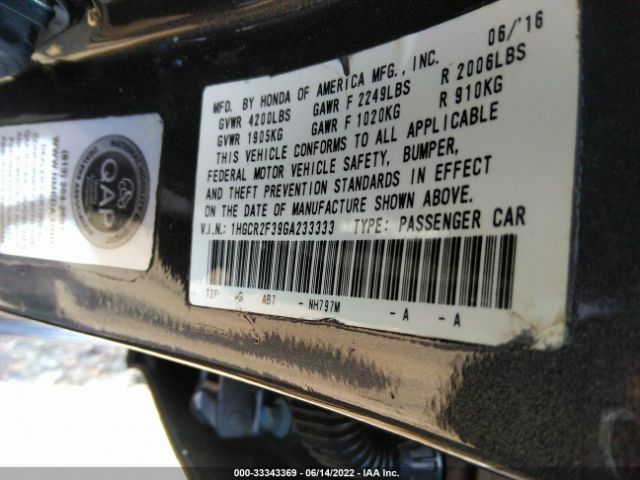 06/'16
MFD. BY HONDA OF AMERICA MFG., INC.
GVWR 4200LBS GAWR F 2249LBS R 2006LBS
GVWR 1905KG GAWR F 1020KG R 910KG
THIS VEHICLE CONFORMS TO ALL APPLICABLE
FEDERAL MOTOR VEHICLE SAFETY, BUMPER,
AND THEFT PREVENTION STANDARDS IN EFFECT
ON THE DATE OF MANUFACTURE SHOWN ABOVE.
V.I.N.: 1HGCR2F39GA233333 TYPE: PASSENGER CAR
G AB7 - NH797M - A - A
QAP
000-33343369 - 06/14/2022 - IAA Inc.